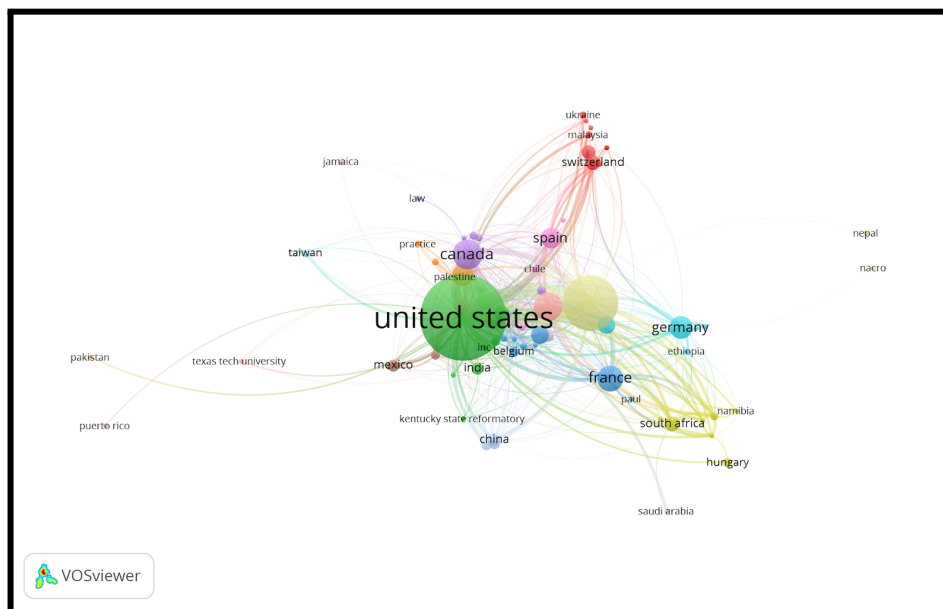 ukraine
malaysia
switzerland
jamaica
law
spain
nepal
practice
canada
taiwan
chile
nacro
palestine
united states
germany
inc
belgium
ethiopia
pakistan
texas tech university
mexico
india
france
paul
namibia
kentucky state reformatory
south africa
puerto rico
china
hungary
saudi arabia
VOSviewer